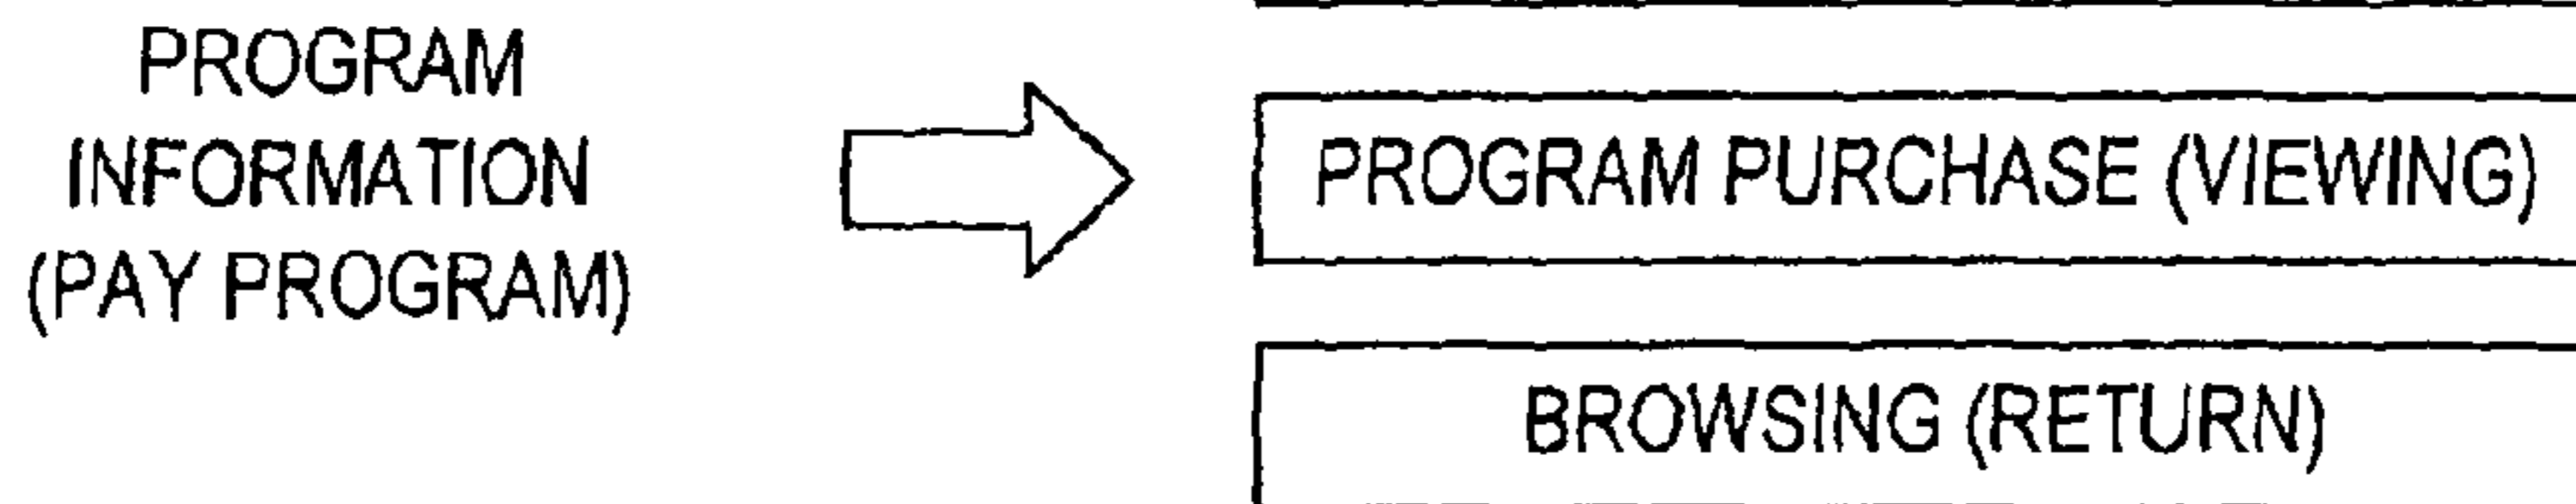 PROGRAM
INFORMATION
(PAY PROGRAM)
PROGRAM PURCHASE (VIEWING)
BROWSING (RETURN)